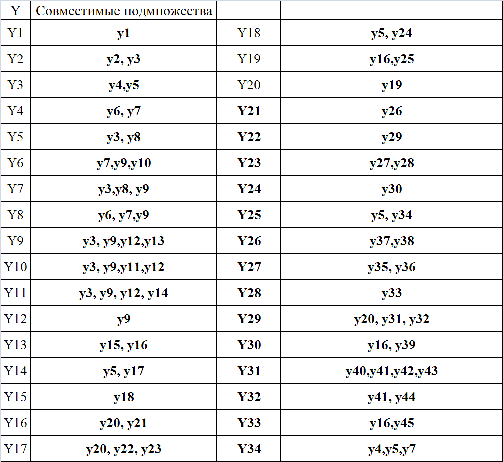 Y Совместимые подмножества
Y1 y1 Y18 y5, y24
Y2 y2, y3 Y19 y16,y25
Y3 y4,y5 Y20 y19
Y4 y6, y7 Y21 y26
Y5 y3, y8 Y22 y29
Y6 y7,y9,y10 Y23 y27,y28
Y7 y3,y8, y9 Y24 y30
Y8 y6, y7,y9 Y25 y5, y34
Y9 y3, y9,y12,y13 Y26 y37,y38
Y10 y3, y9,y11,y12 Y27 y35, y36
Y11 y3, y9, y12, y14 Y28 y33
Y12 y9 Y29 y20, y31, y32
Y13 y15, y16 Y30 y16, y39
Y14 y5, y17 Y31 y40,y41,y42,y43
Y15 y18 Y32 y41, y44
Y16 y20, y21 Y33 y16,y45
Y17 y20, y22, y23 Y34 y4,y5,y7